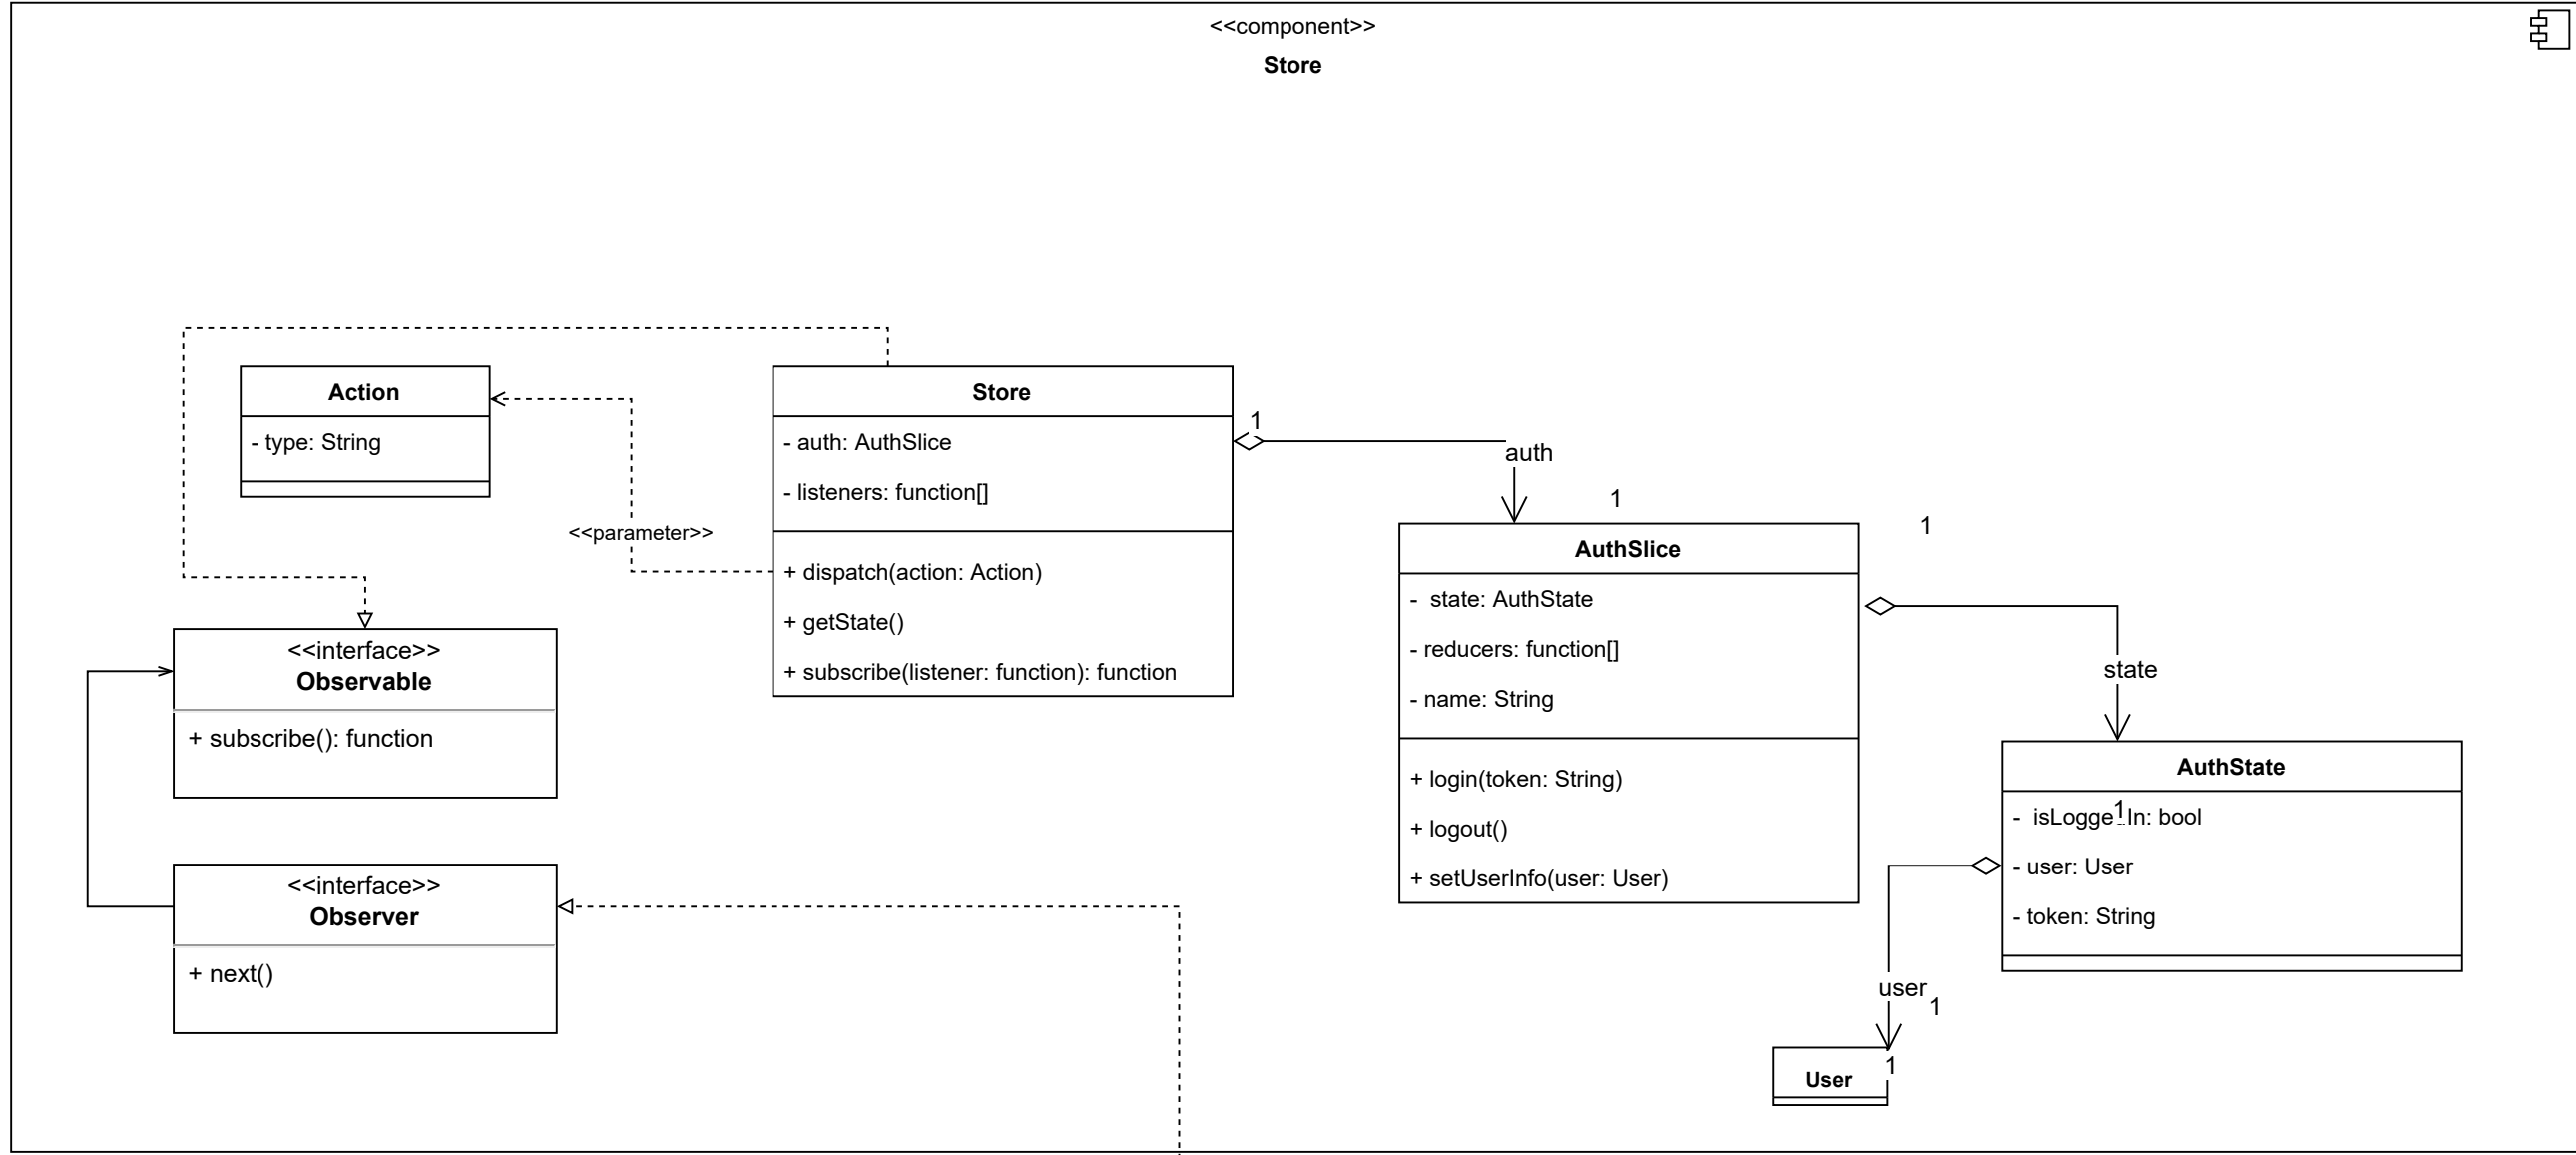 <<component>>
Store
Action
- type: String
<<parameter>>
Store
- auth: AuthSlice
- listeners: function[]
+ dispatch(action: Action)
+ getState()
+ subscribe(listener: function): function
1
auth
1
<<interface>>
Observable
+ subscribe(): function
<<interface>>
Observer
+ next()
AuthSlice
- state: AuthState
- reducers: function[]
- name: String
+ login(token: String)
+ logout()
+ setUserInfo(user: User)
1
state
1
AuthState
- isLogge In: bool
- user: User
- token: String
user
1
User
1